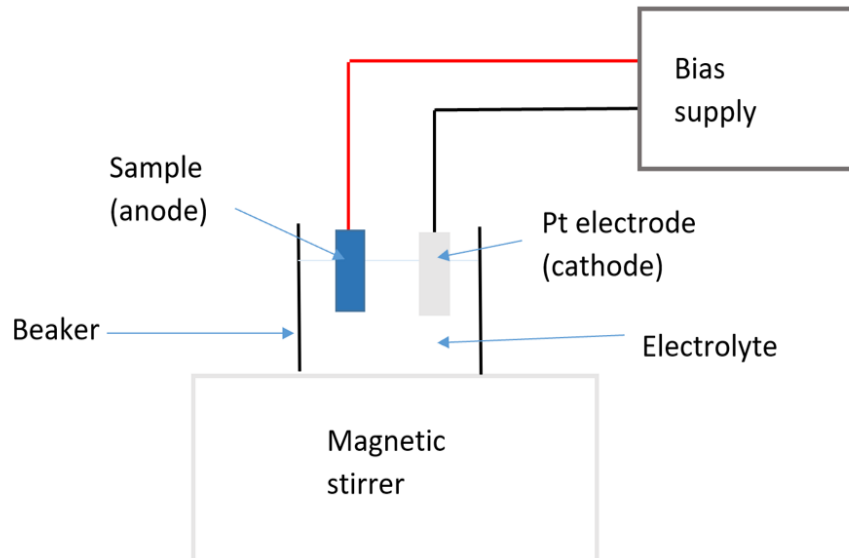 Bias
supply
Sample
(anode)
Pt electrode
(cathode)
Beaker
Electrolyte
Magnetic
stirrer